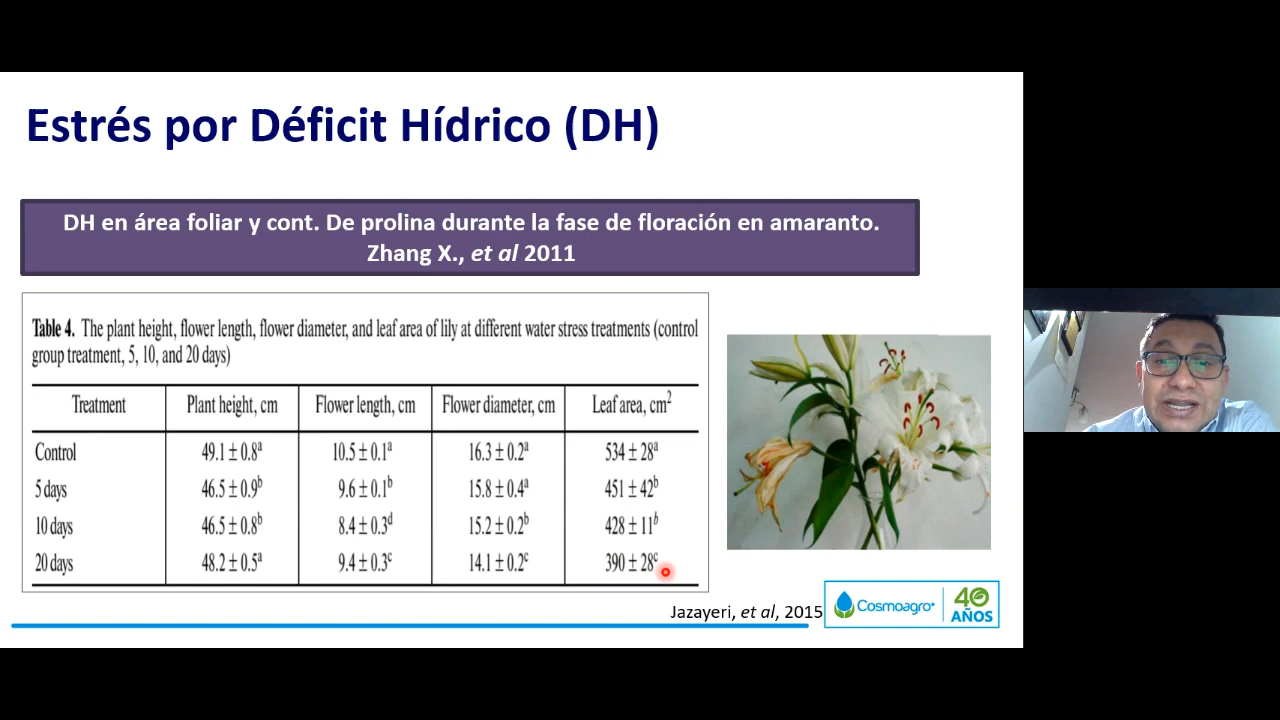 Estrés por Déficit Hídrico (DH)
DH en área foliar y cont. De prolina durante la fase de floración en amaranto.
Zhang X., et al 2011
Table 4. The plant height, flower length, flower diameter, and leaf area of lily at different water stress treatments (control
group treatment, 5, 10, and 20 days)
Treatment Plant height, cm Flower length, cm Flower diameter, cm Leaf area, cm²
Control 49.1 ± 0.8ᵃ 10.5 ± 0.1ᵃ 16.3 ± 0.2ᵃ 534 ± 28ᵃ
5 days 46.5 ± 0.9ᵇ 9.6 ± 0.1ᵇ 15.8 ± 0.4ᵃ 451 ± 42ᵇ
10 days 46.5 ± 0.8ᵇ 8.4 ± 0.3ᵈ 15.2 ± 0.2ᵇ 428 ± 11ᵇ
20 days 48.2 ± 0.5ᵃ 9.4 ± 0.3ᶜ 14.1 ± 0.2ᶜ 390 ± 28ᶜ
Jazayeri, et al, 2015
Cosmoagro
40
AÑOS